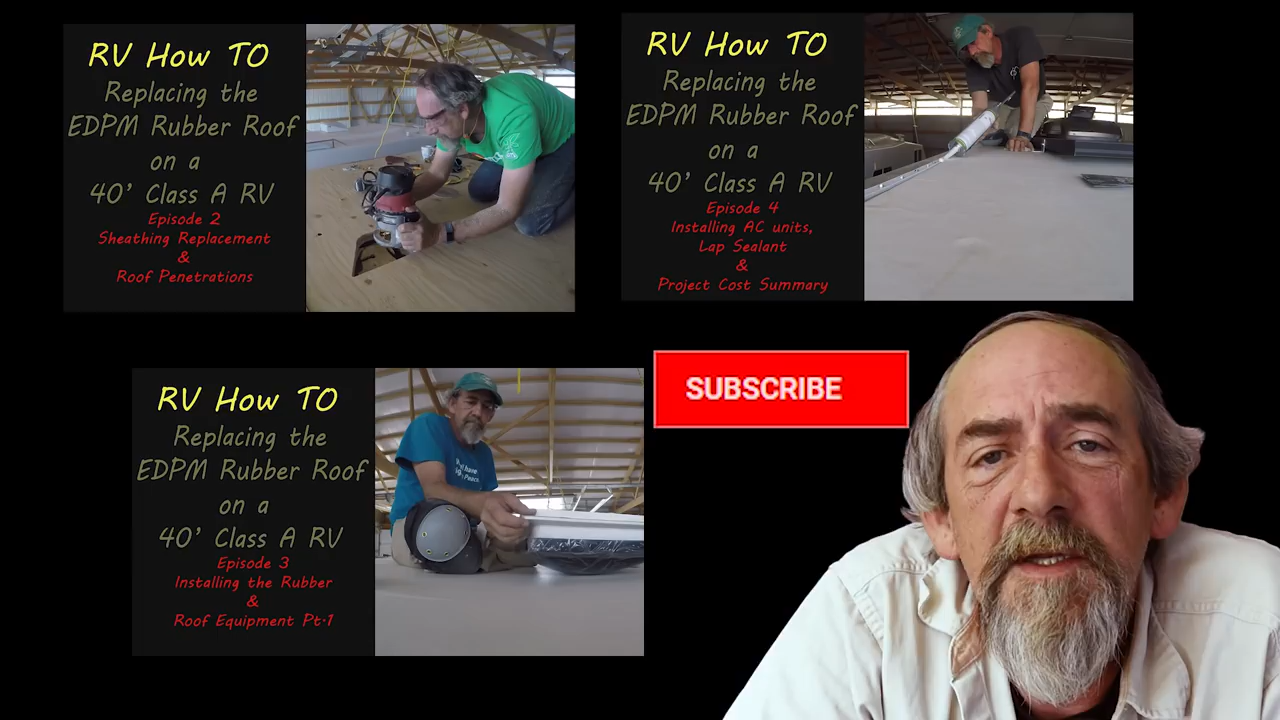 RV How TO
Replacing the
EDPM Rubber Roof
on a
40' Class A RV
Episode 2
Sheathing Replacement
&
Roof Penetrations
RV How TO
Replacing the
EDPM Rubber Roof
on a
40' Class A RV
Episode 4
Installing AC units,
Lap Sealant
&
Project Cost Summary
RV How TO
Replacing the
EDPM Rubber Roof
on a
40' Class A RV
Episode 3
Installing the Rubber
&
Roof Equipment Pt.1
SUBSCRIBE